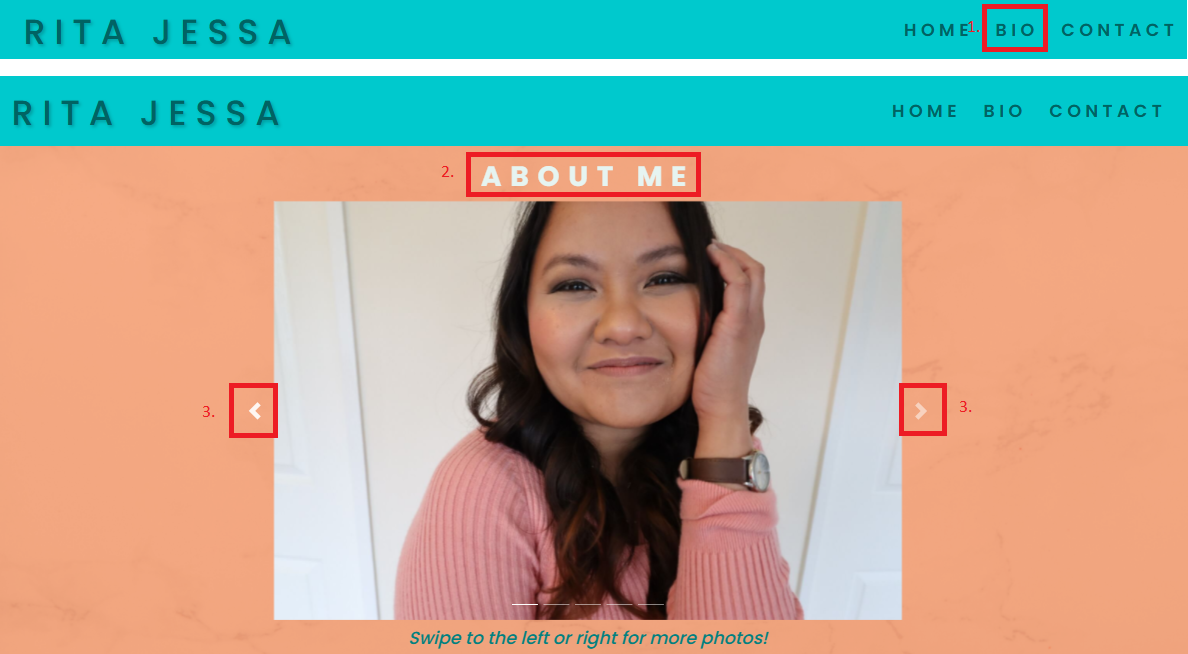 RITA JESSA
HOME 1. BIO CONTACT
RITA JESSA
HOME BIO CONTACT
2. ABOUT ME
3.
3.
Swipe to the left or right for more photos!